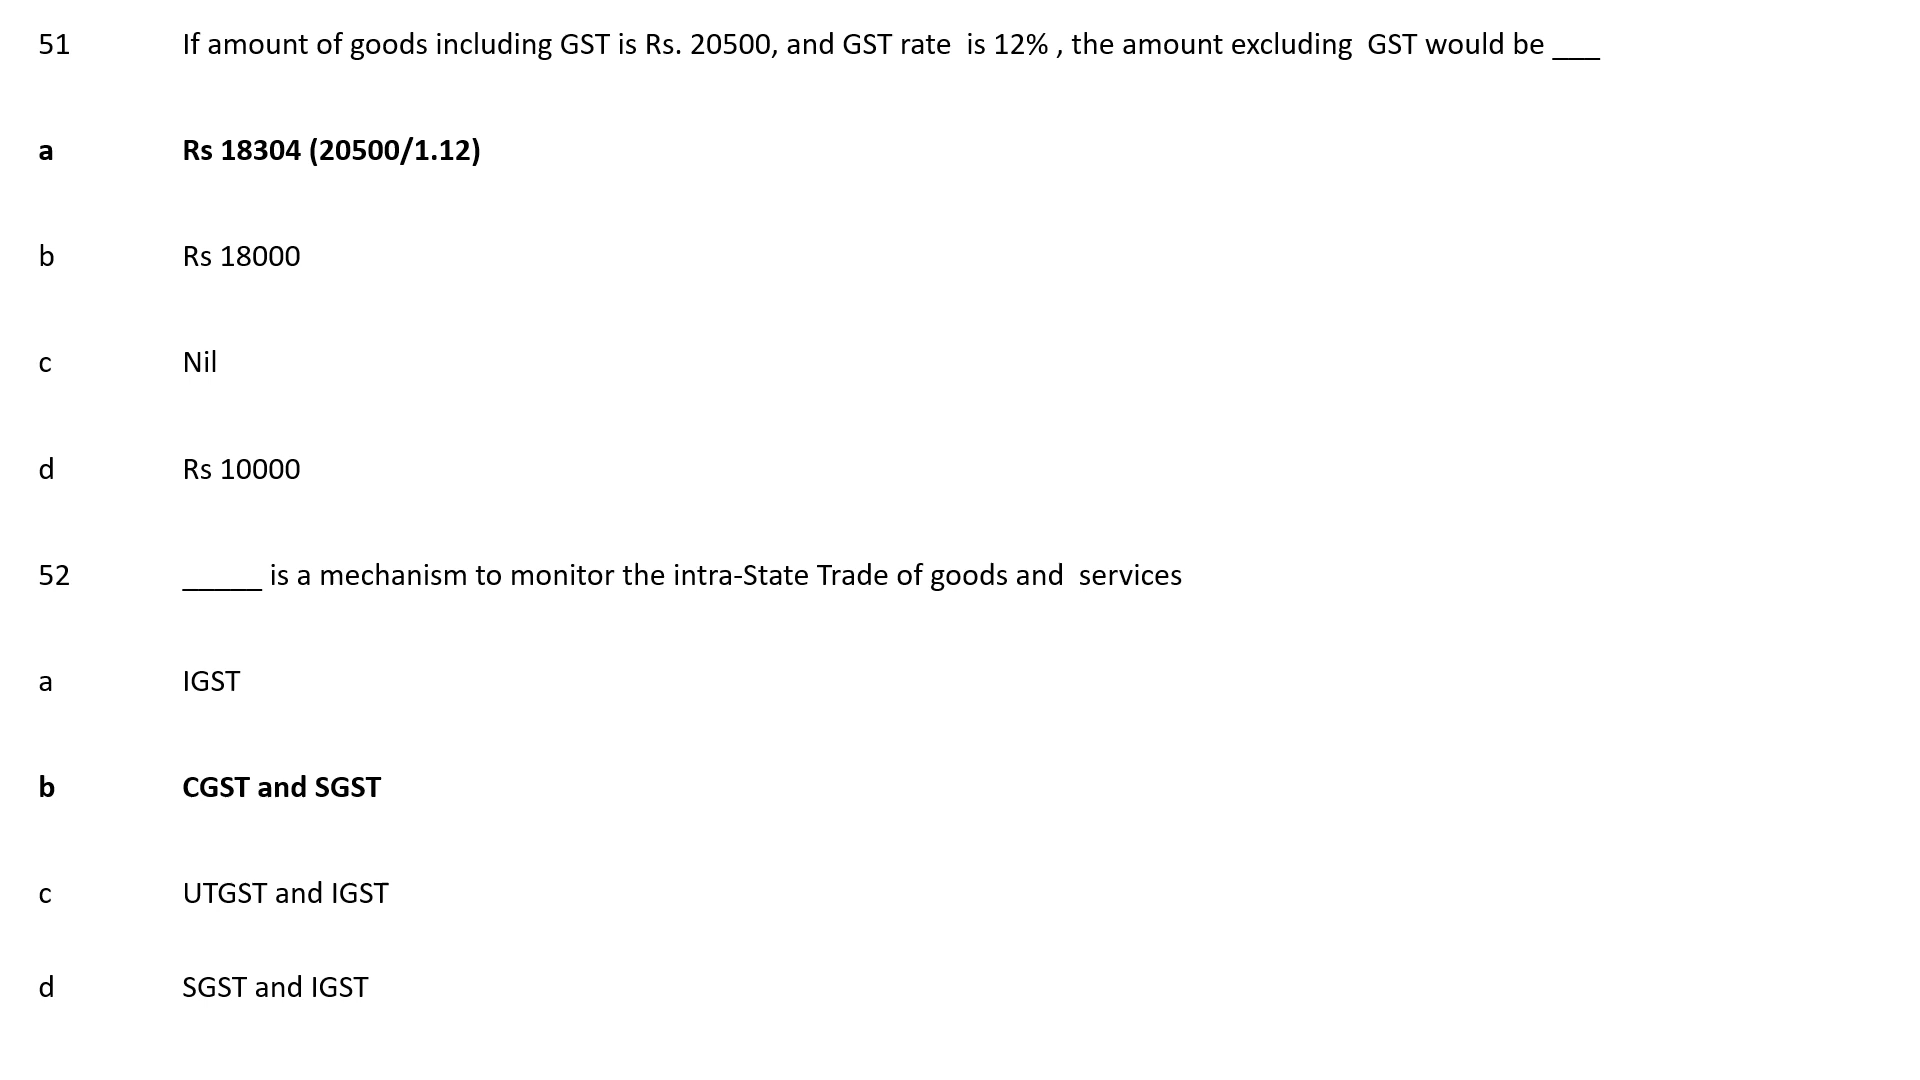 51 If amount of goods including GST is Rs. 20500, and GST rate  is 12% , the amount excluding  GST would be ___
a Rs 18304 (20500/1.12)
b Rs 18000
c Nil
d Rs 10000
52 _____ is a mechanism to monitor the intra-State Trade of goods and  services
a IGST
b CGST and SGST
c UTGST and IGST
d SGST and IGST